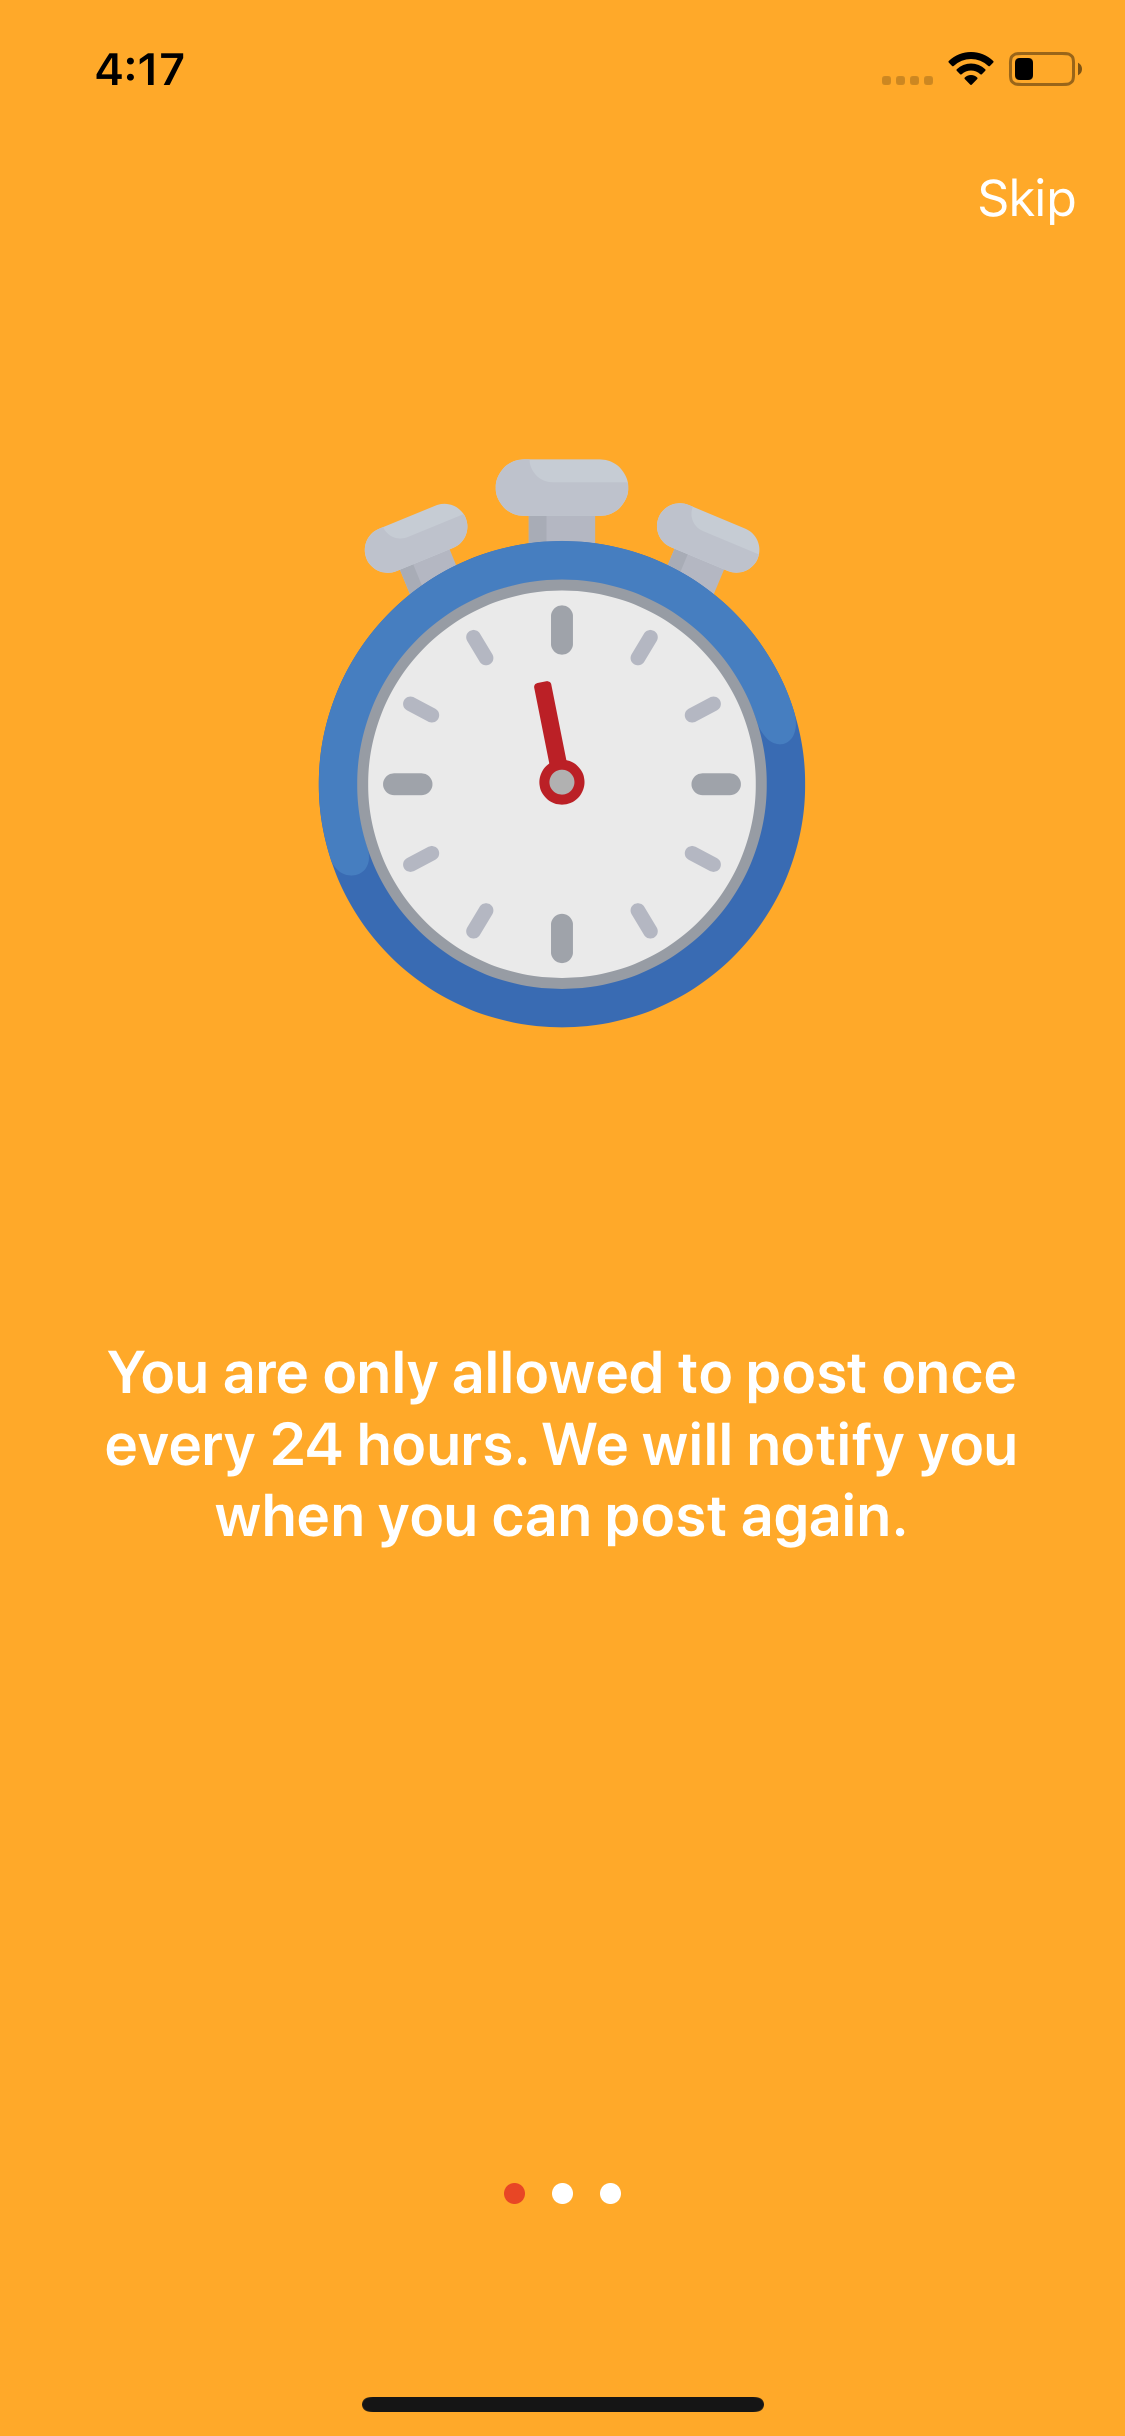 4:17
Skip
You are only allowed to post once
every 24 hours. We will notify you
when you can post again.